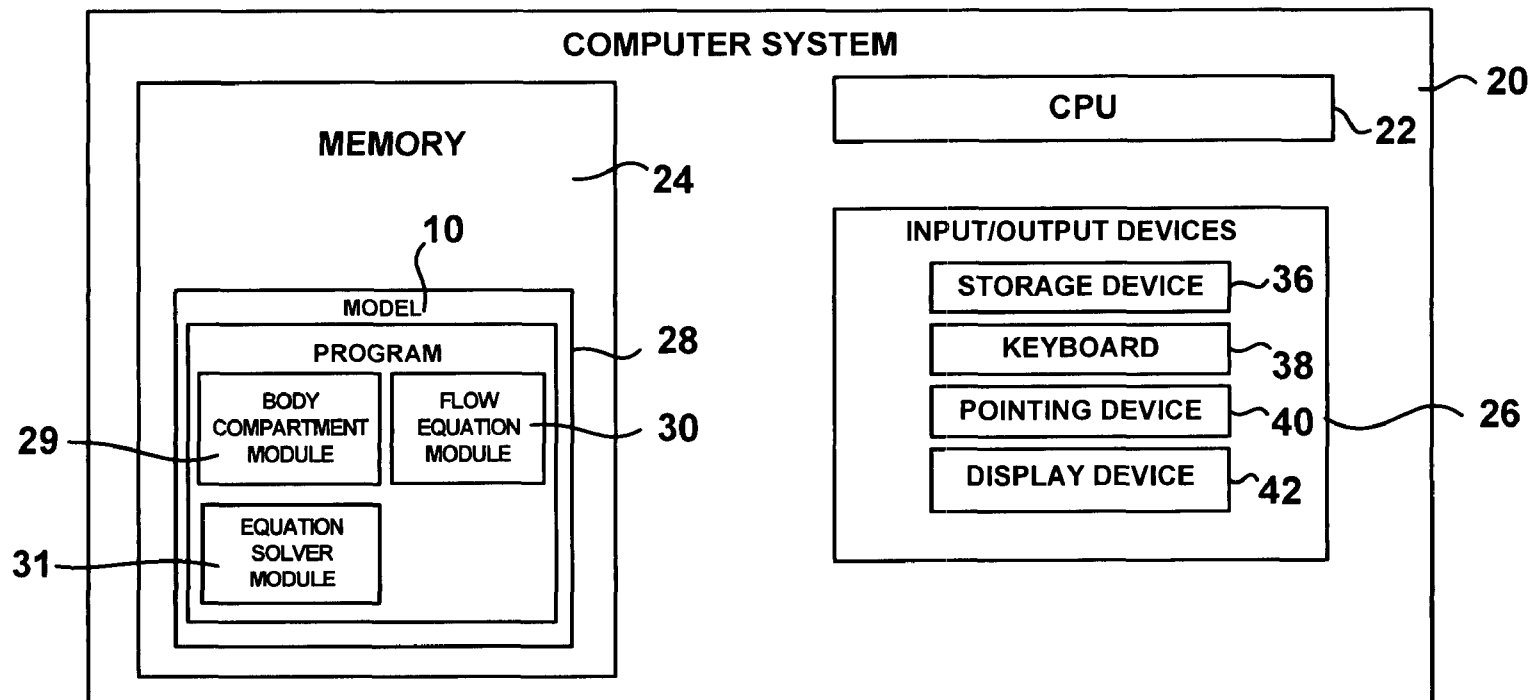 COMPUTER SYSTEM
20
CPU
22
MEMORY
24
10
MODEL
28
PROGRAM
BODY
COMPARTMENT
MODULE
29
FLOW
EQUATION
MODULE
30
EQUATION
SOLVER
MODULE
31
INPUT/OUTPUT DEVICES
26
STORAGE DEVICE
36
KEYBOARD
38
POINTING DEVICE
40
DISPLAY DEVICE
42